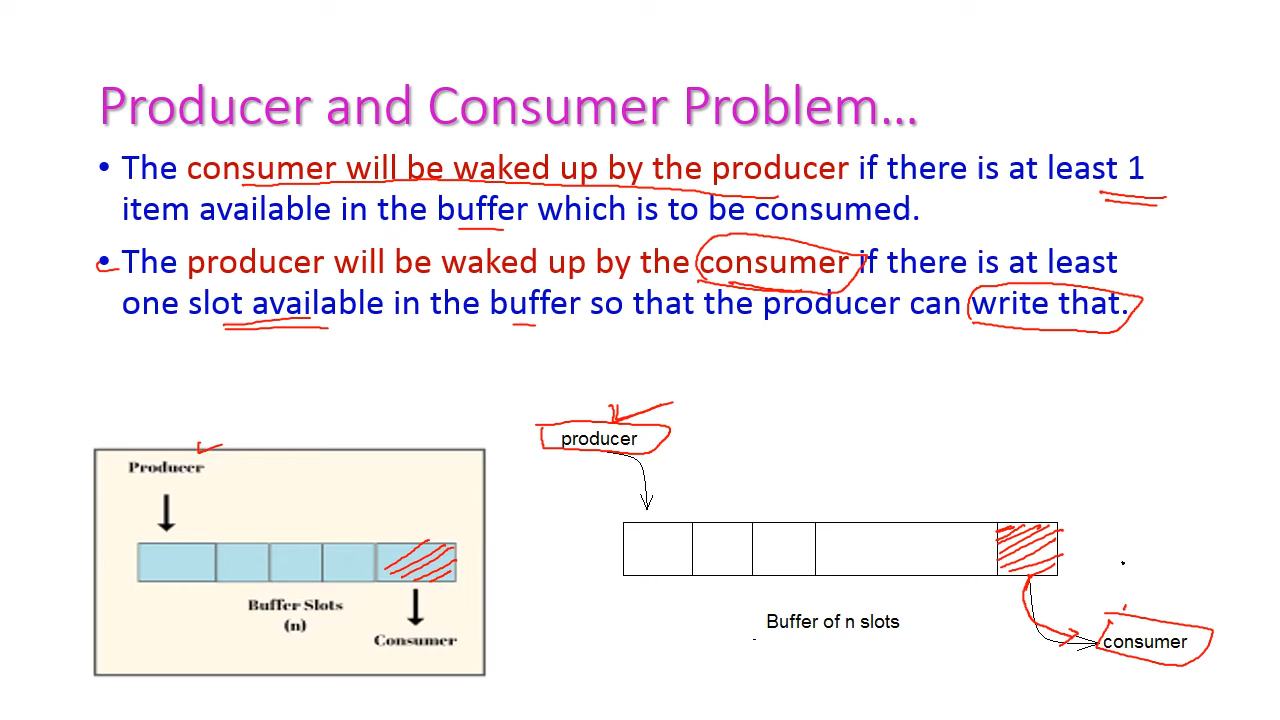 Producer and Consumer Problem...
• The consumer will be waked up by the producer if there is at least 1
item available in the buffer which is to be consumed.
• The producer will be waked up by the consumer if there is at least
one slot available in the buffer so that the producer can write that.
Producer
Buffer Slots
(n)
Consumer
producer
Buffer of n slots
consumer